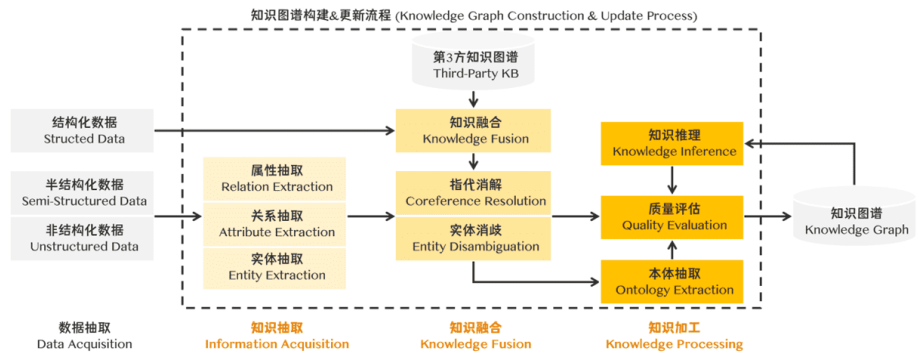 知识图谱构建&更新流程 (Knowledge Graph Construction & Update Process)
第3方知识图谱
Third-Party KB
结构化数据
Structed Data
知识融合
Knowledge Fusion
知识推理
Knowledge Inference
半结构化数据
Semi-Structured Data
非结构化数据
Unstructured Data
属性抽取
Relation Extraction
关系抽取
Attribute Extraction
实体抽取
Entity Extraction
指代消解
Coreference Resolution
实体消歧
Entity Disambiguation
质量评估
Quality Evaluation
本体抽取
Ontology Extraction
知识图谱
Knowledge Graph
数据抽取
Data Acquisition
知识抽取
Information Acquisition
知识融合
Knowledge Fusion
知识加工
Knowledge Processing